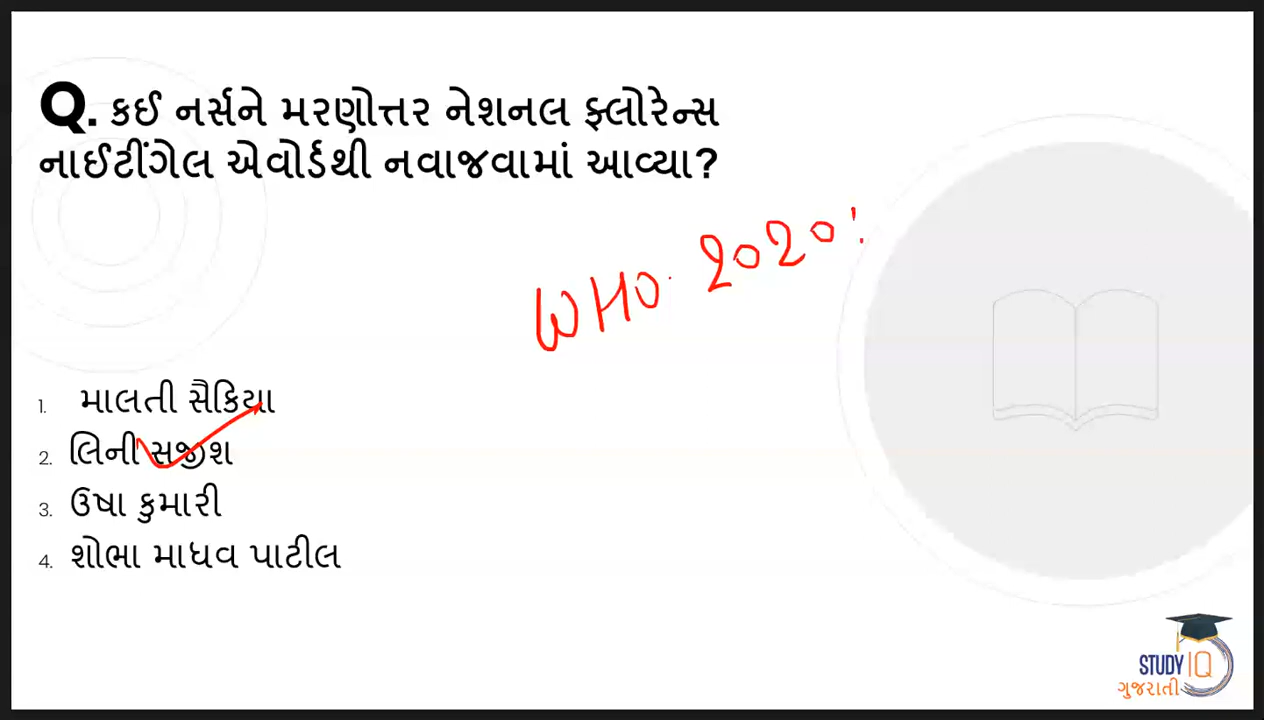 Q. કઈ નર્સને મરણોત્તર નેશનલ ફ્લોરેન્સ
નાઈટીંગેલ એવોર્ડથી નવાજવામાં આવ્યા?
WHO. 2020:
1. માલતી સૈકિયા
2. લિની સજીશ
3. ઉષા કુમારી
4. શોભા માધવ પાટીલ
STUDY IQ
ગુજરાતી